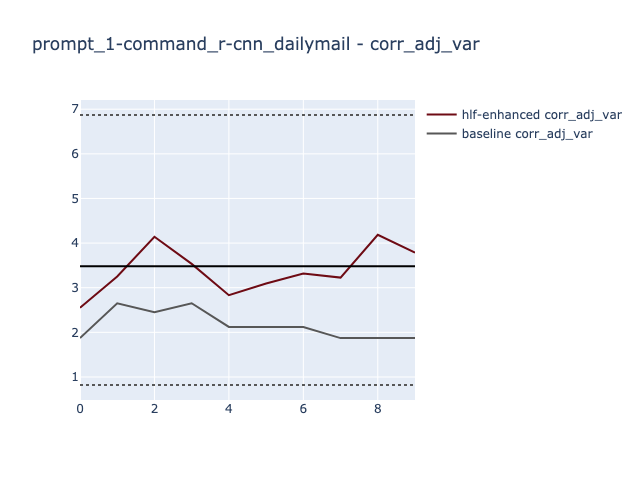 prompt_1-command_r-cnn_dailymail - corr_adj_var
hlf-enhanced corr_adj_var
baseline corr_adj_var
7
6
5
4
3
2
1
0 2 4 6 8